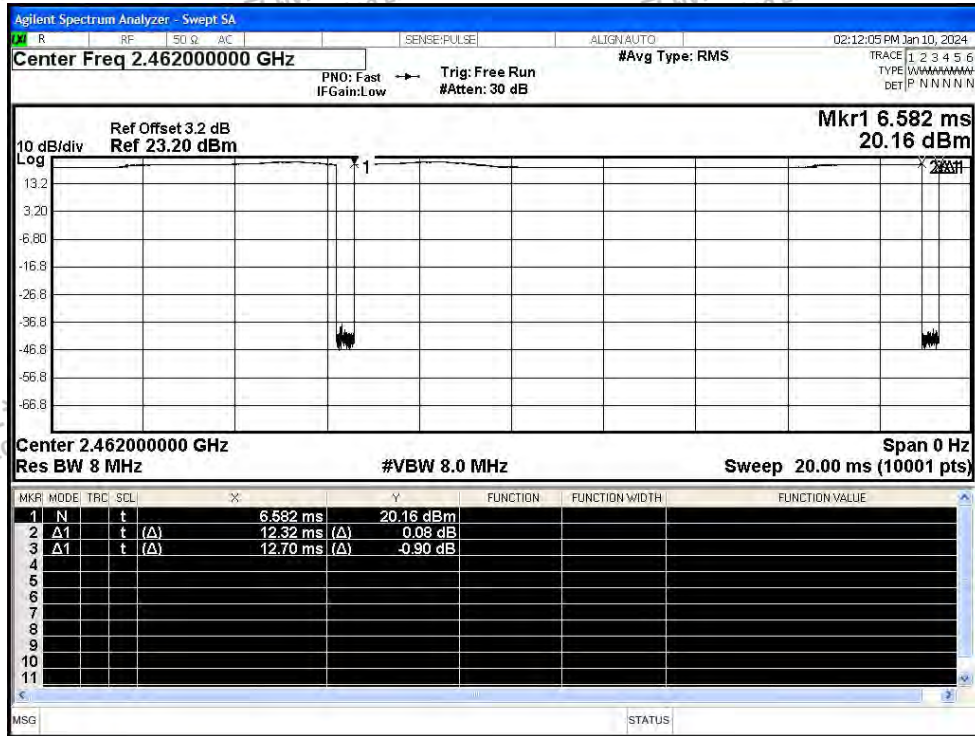 Agilent Spectrum Analyzer - Swept SA
LXI R RF 50 Ω AC SENSE:PULSE ALIGN AUTO 02:12:05 PM Jan 10, 2024
Center Freq 2.462000000 GHz #Avg Type: RMS TRACE 1 2 3 4 5 6
PNO: Fast Trig: Free Run TYPE WWWWWW
IFGain:Low #Atten: 30 dB DET P N N N N N
Mkr1 6.582 ms
Ref Offset 3.2 dB
10 dB/div Ref 23.20 dBm 20.16 dBm
Log
1
13.2
3.20
-6.80
-16.8
-26.8
-36.8
-46.8
-56.8
-66.8
Center 2.462000000 GHz Span 0 Hz
Res BW 8 MHz #VBW 8.0 MHz Sweep 20.00 ms (10001 pts)
MKR MODE TRC SCL X Y FUNCTION FUNCTION WIDTH FUNCTION VALUE
1 N t 6.582 ms 20.16 dBm
2 Δ1 t (Δ) 12.32 ms (Δ) 0.08 dB
3 Δ1 t (Δ) 12.70 ms (Δ) -0.90 dB
4
5
6
7
8
9
10
11
MSG STATUS